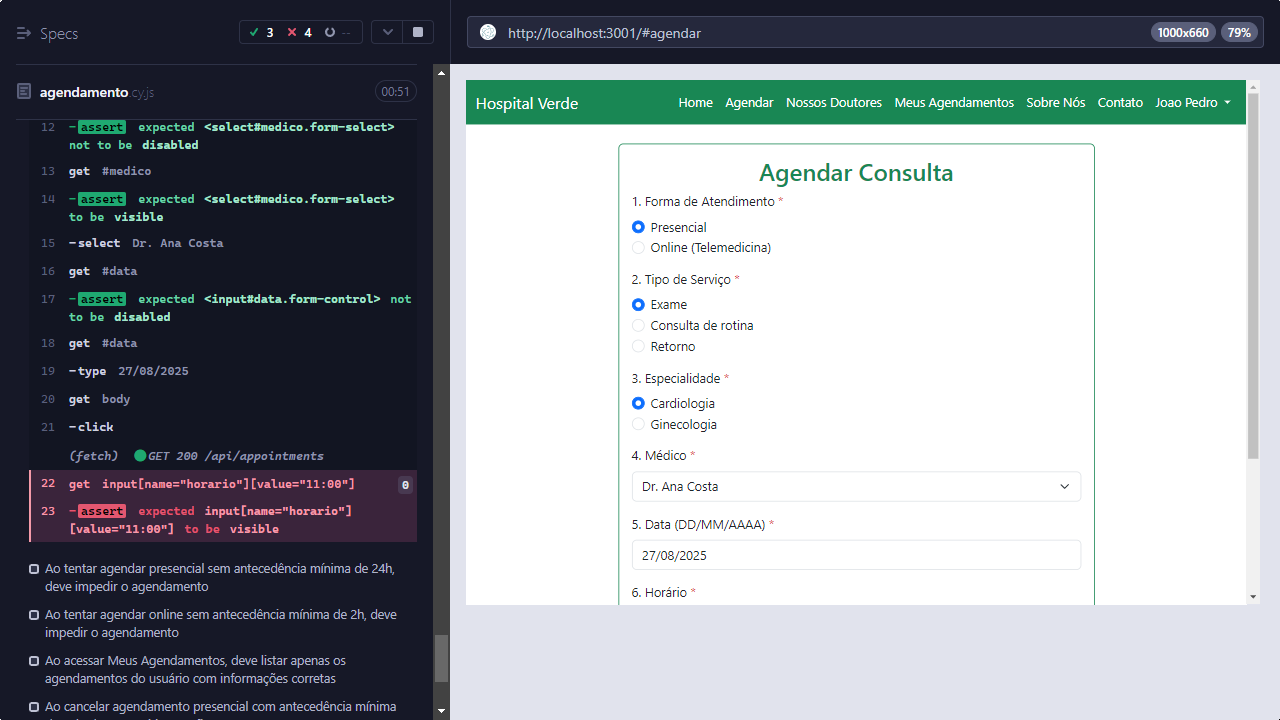 Specs
3
4
--
http://localhost:3001/#agendar
1000x660
79%
agendamento.cy.js
00:51
12 -assert expected <select#medico.form-select>
not to be disabled
13 get #medico
14 -assert expected <select#medico.form-select>
to be visible
15 -select Dr. Ana Costa
16 get #data
17 -assert expected <input#data.form-control> not
to be disabled
18 get #data
19 -type 27/08/2025
20 get body
21 -click
(fetch) GET 200 /api/appointments
22 get input[name="horario"][value="11:00"] 0
23 -assert expected input[name="horario"]
[value="11:00"] to be visible
Ao tentar agendar presencial sem antecedência mínima de 24h,
deve impedir o agendamento
Ao tentar agendar online sem antecedência mínima de 2h, deve
impedir o agendamento
Ao acessar Meus Agendamentos, deve listar apenas os
agendamentos do usuário com informações corretas
Ao cancelar agendamento presencial com antecedência mínima
Hospital Verde
Home Agendar Nossos Doutores Meus Agendamentos Sobre Nós Contato Joao Pedro
Agendar Consulta
1. Forma de Atendimento *
Presencial
Online (Telemedicina)
2. Tipo de Serviço *
Exame
Consulta de rotina
Retorno
3. Especialidade *
Cardiologia
Ginecologia
4. Médico *
Dr. Ana Costa
5. Data (DD/MM/AAAA) *
27/08/2025
6. Horário *